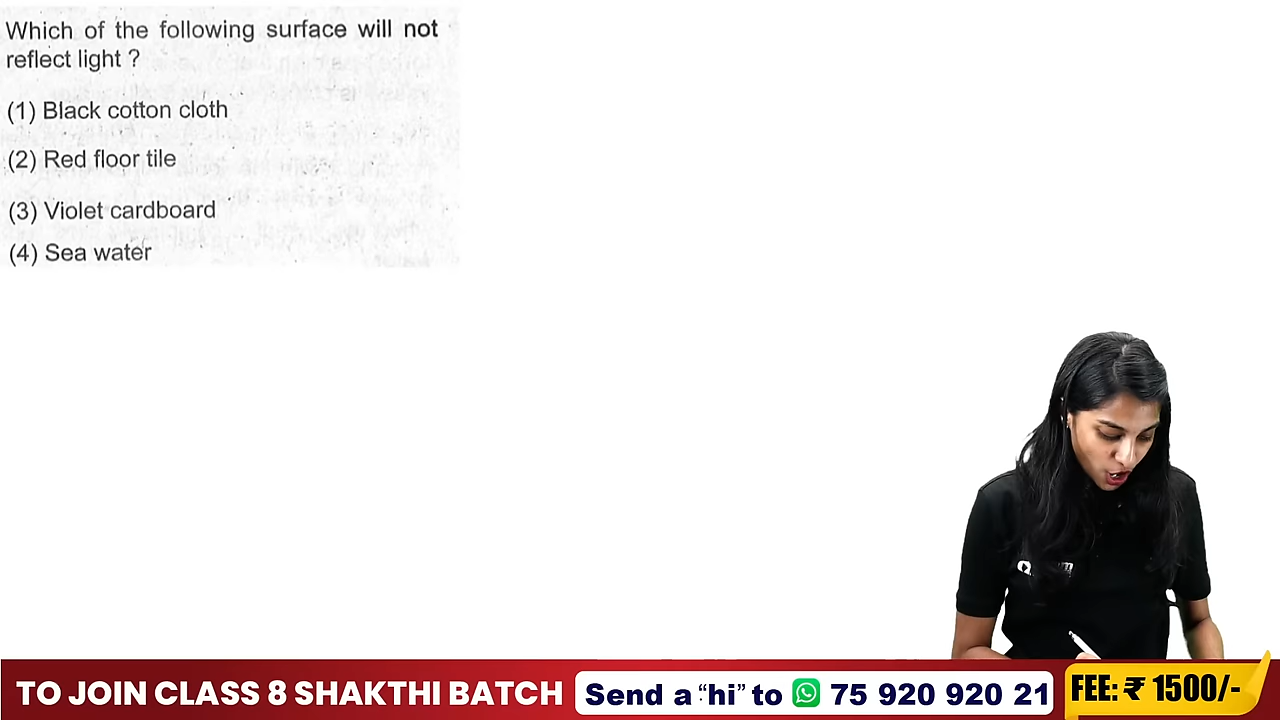 Which of the following surface will not
reflect light ?
(1) Black cotton cloth
(2) Red floor tile
(3) Violet cardboard
(4) Sea water
TO JOIN CLASS 8 SHAKTHI BATCH
Send a “hi” to 75 920 920 21
FEE: ₹ 1500/-